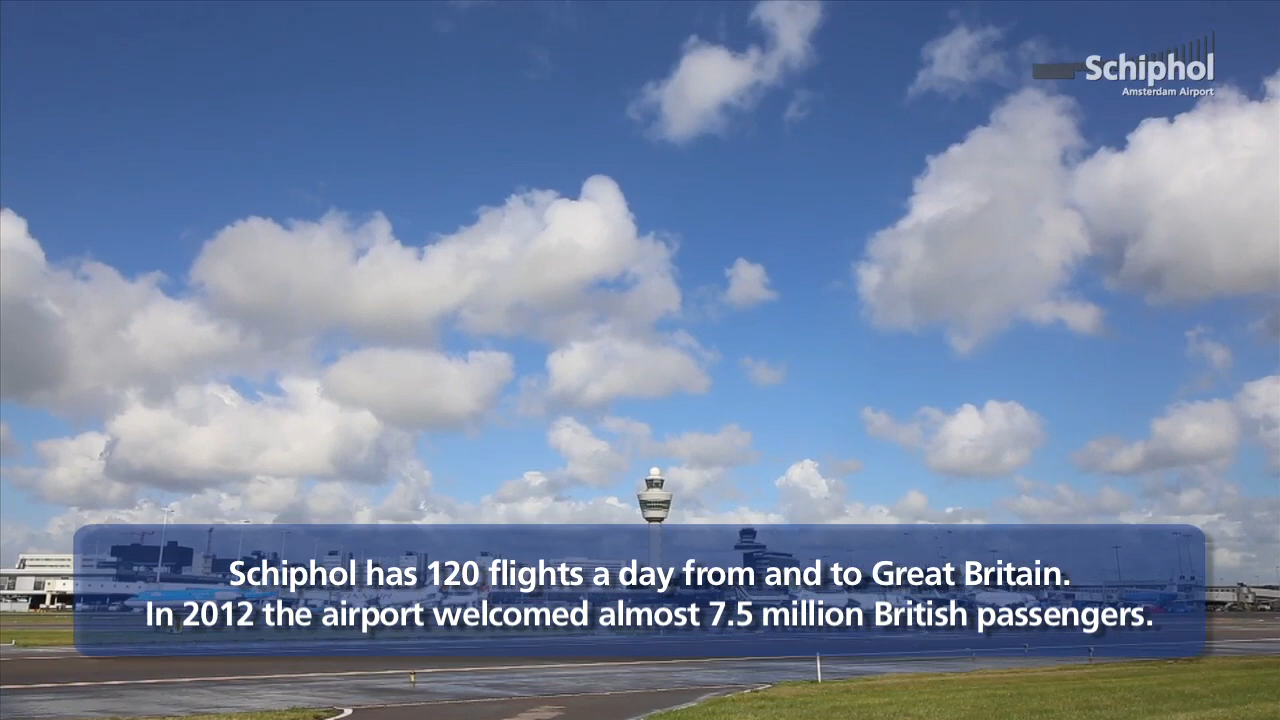 Schiphol
Amsterdam Airport
Schiphol has 120 flights a day from and to Great Britain.
In 2012 the airport welcomed almost 7.5 million British passengers.